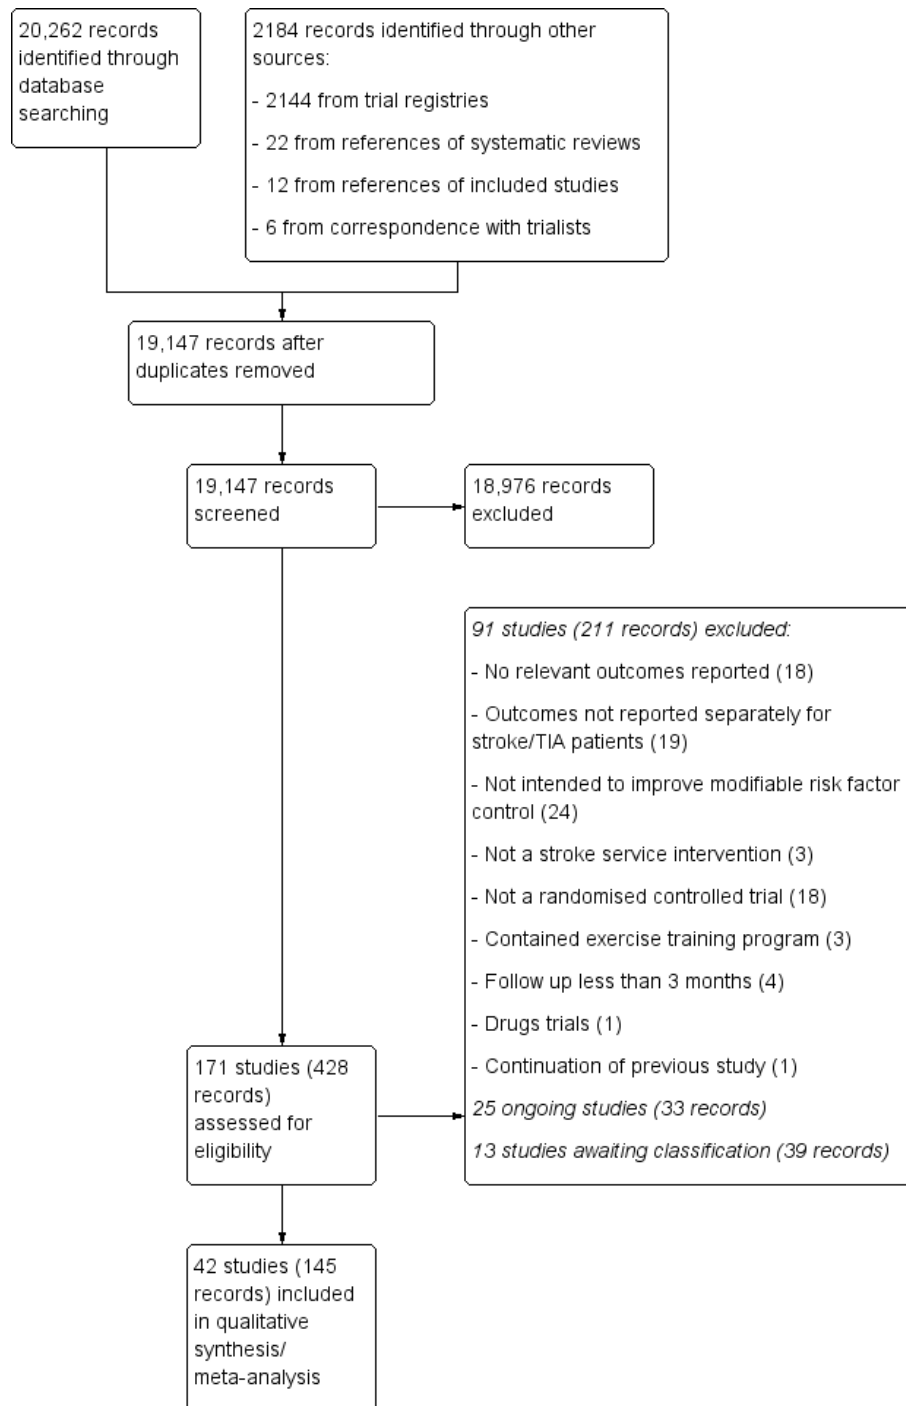 20,262 records
identified through
database
searching
2184 records identified through other
sources:
- 2144 from trial registries
- 22 from references of systematic reviews
- 12 from references of included studies
- 6 from correspondence with trialists
19,147 records after
duplicates removed
19,147 records
screened
18,976 records
excluded
91 studies (211 records) excluded:
- No relevant outcomes reported (18)
- Outcomes not reported separately for
stroke/TIA patients (19)
- Not intended to improve modifiable risk factor
control (24)
- Not a stroke service intervention (3)
- Not a randomised controlled trial (18)
- Contained exercise training program (3)
- Follow up less than 3 months (4)
- Drugs trials (1)
- Continuation of previous study (1)
25 ongoing studies (33 records)
13 studies awaiting classification (39 records)
171 studies (428
records)
assessed for
eligibility
42 studies (145
records) included
in qualitative
synthesis/
meta-analysis